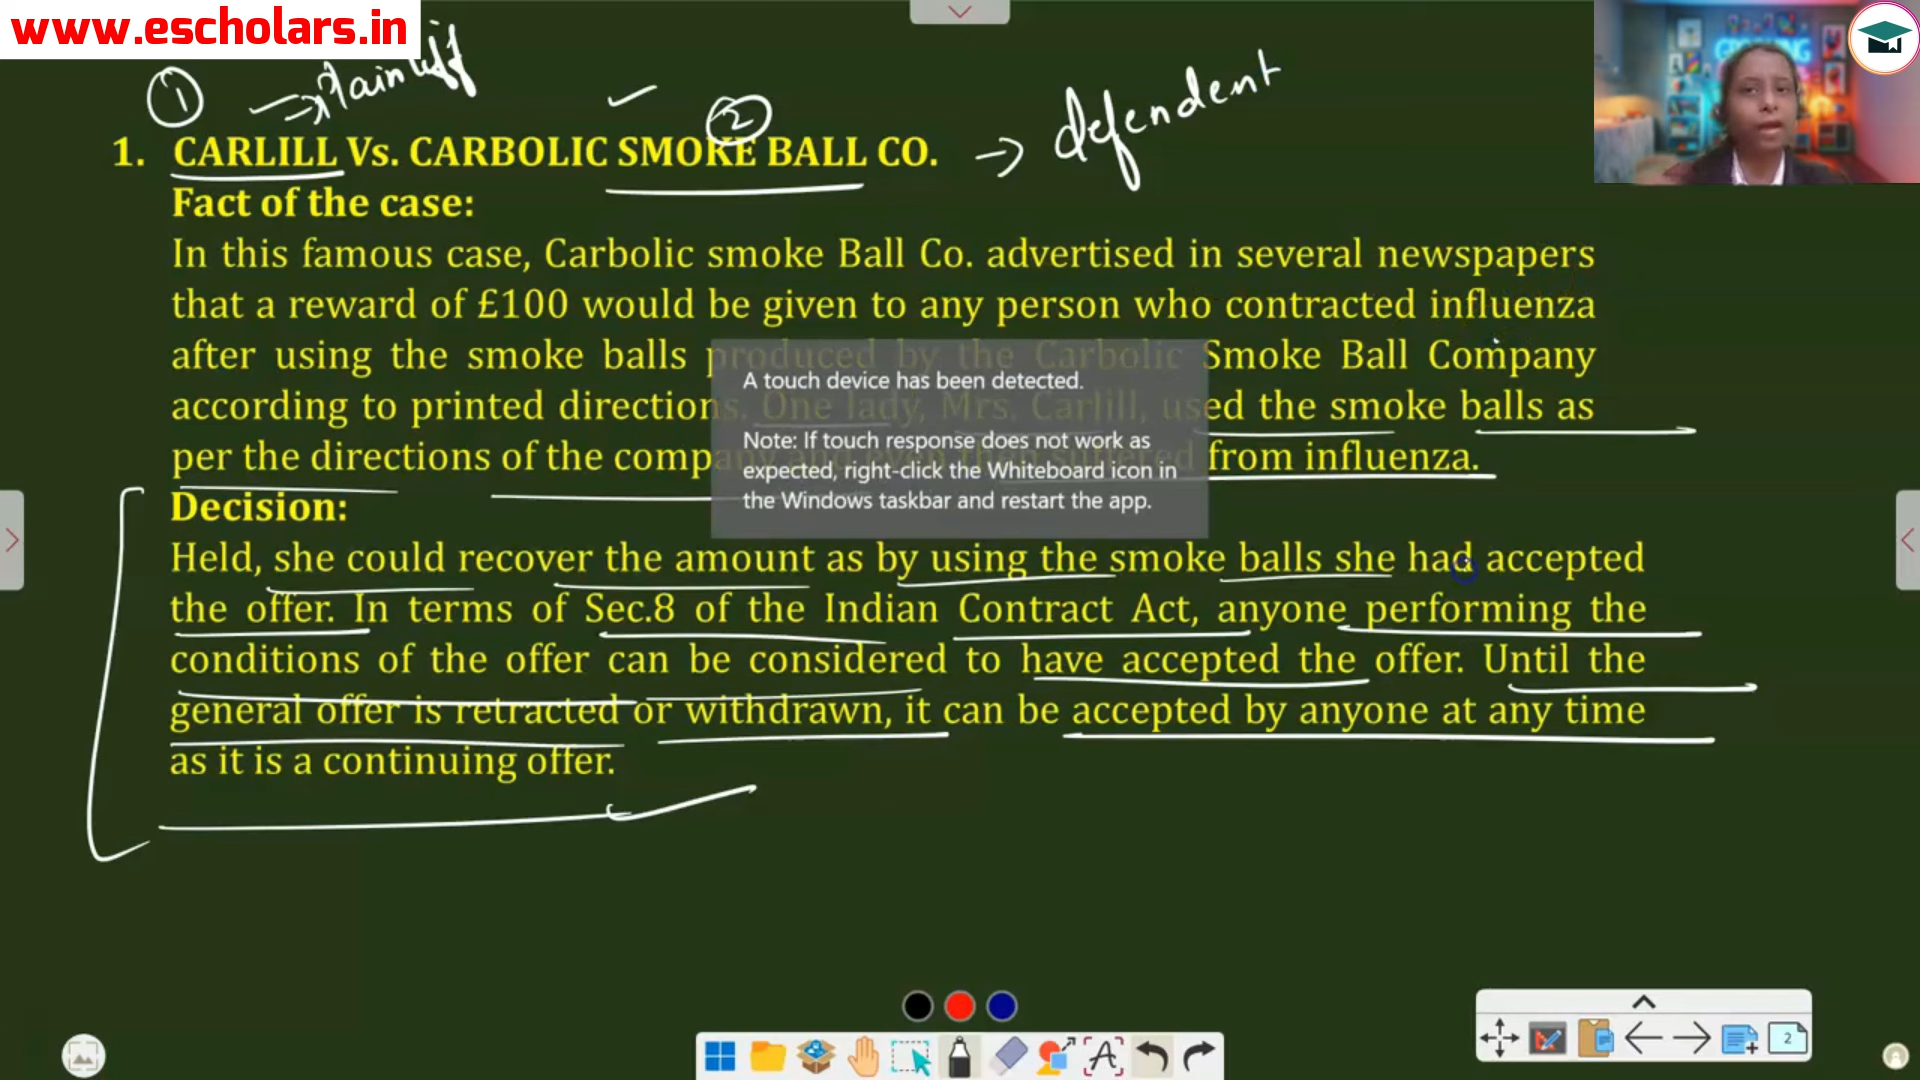 www.escholars.in
1 → plaintiff
2
→ defendent
1. CARLILL Vs. CARBOLIC SMOKE BALL CO.
Fact of the case:
In this famous case, Carbolic smoke Ball Co. advertised in several newspapers
that a reward of £100 would be given to any person who contracted influenza
after using the smoke balls produced by the Carbolic Smoke Ball Company
according to printed directions. One lady, Mrs. Carlill, used the smoke balls as
per the directions of the company and even then suffered from influenza.
A touch device has been detected.
Note: If touch response does not work as
expected, right-click the Whiteboard icon in
the Windows taskbar and restart the app.
Decision:
Held, she could recover the amount as by using the smoke balls she had accepted
the offer. In terms of Sec.8 of the Indian Contract Act, anyone performing the
conditions of the offer can be considered to have accepted the offer. Until the
general offer is retracted or withdrawn, it can be accepted by anyone at any time
as it is a continuing offer.
2